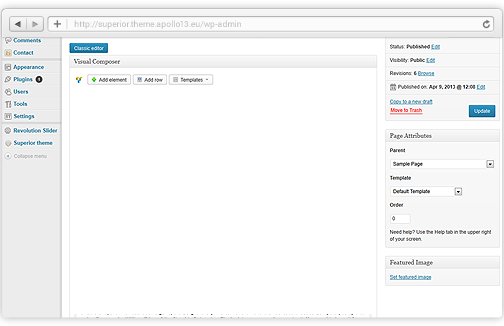 http://superior.theme.apollo13.eu/wp-admin
Comments
Contact
Appearance
Plugins 1
Users
Tools
Settings
Revolution Slider
Superior theme
Collapse menu
Classic editor
Visual Composer
Add element
Add row
Templates
Status: Published Edit
Visibility: Public Edit
Revisions: 6 Browse
Published on: Apr 9, 2013 @ 12:08 Edit
Copy to a new draft
Move to Trash
Update
Page Attributes
Parent
Sample Page
Template
Default Template
Order
0
Need help? Use the Help tab in the upper right
of your screen.
Featured Image
Set featured image